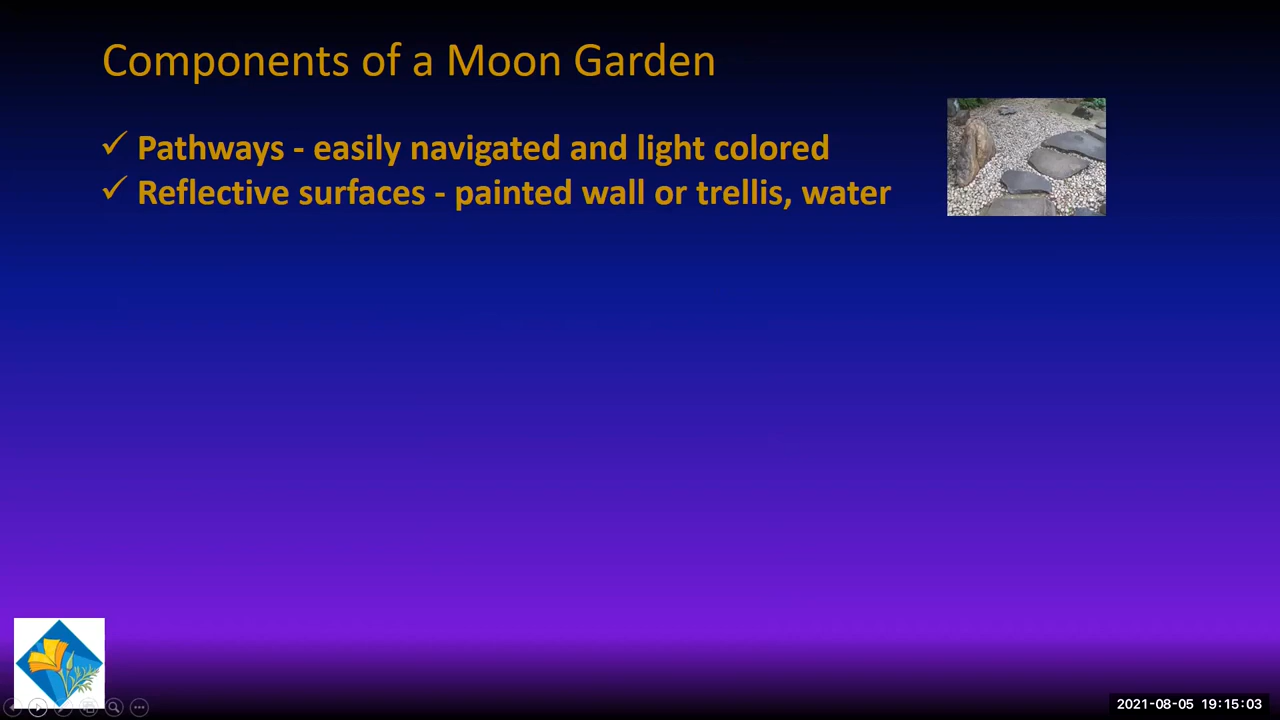 Components of a Moon Garden
✓ Pathways - easily navigated and light colored
✓ Reflective surfaces - painted wall or trellis, water
2021-08-05 19:15:03